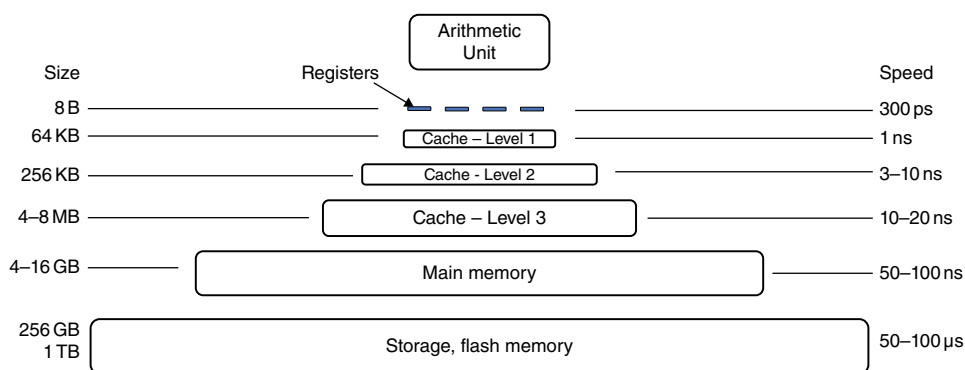 Arithmetic
Unit
Size
Registers
Speed
8 B
300 ps
64 KB
Cache – Level 1
1 ns
256 KB
Cache - Level 2
3–10 ns
4–8 MB
Cache – Level 3
10–20 ns
4–16 GB
Main memory
50–100 ns
256 GB
1 TB
Storage, flash memory
50–100 µs